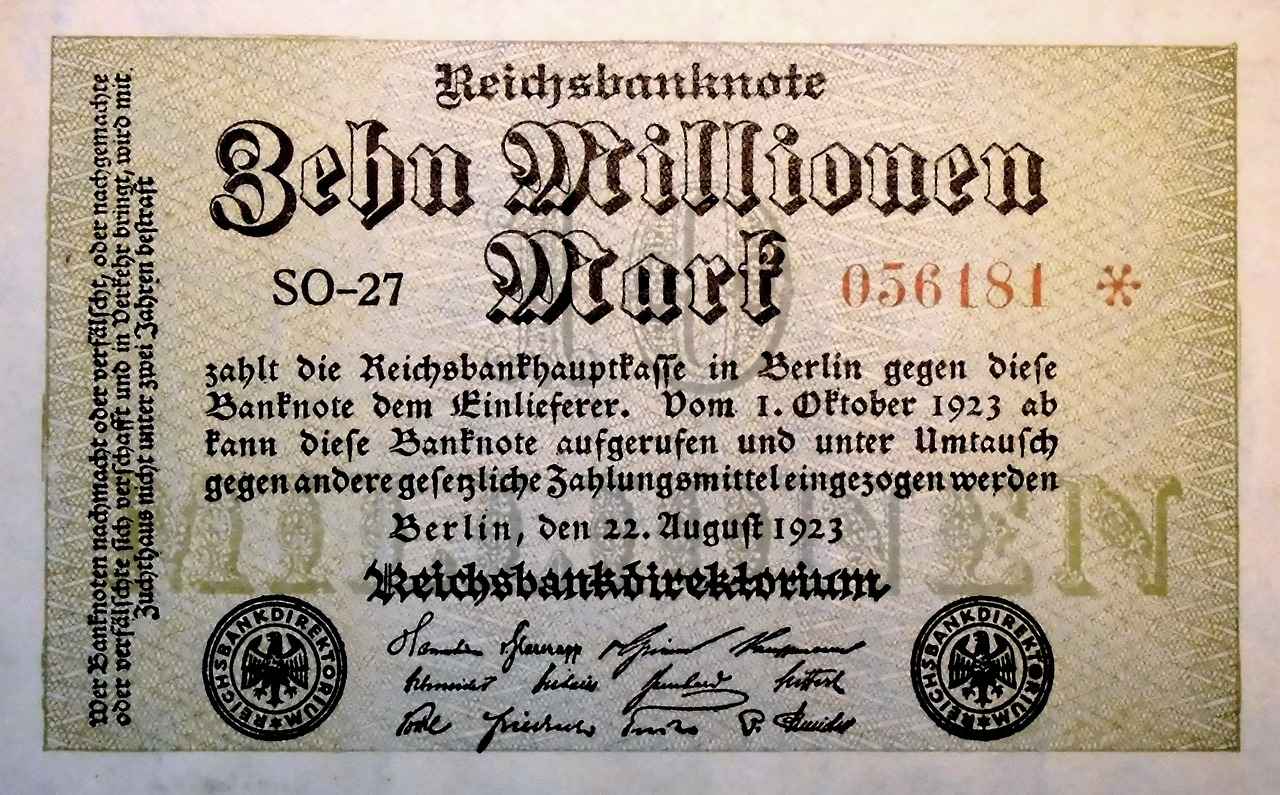 Reichsbanknote
Zehn Millionen
Mark
SO-27
056181 *
zahlt die Reichsbankhauptkasse in Berlin gegen diese
Banknote dem Einlieferer. Vom 1. Oktober 1923 ab
kann diese Banknote aufgerufen und unter Umtausch
gegen andere gesetzliche Zahlungsmittel eingezogen werden
Berlin, den 22. August 1923
Reichsbankdirektorium
REICHSBANKDIREKTORIUM
REICHSBANKDIREKTORIUM
Wer Banknoten nachmacht oder verfälscht, oder nachgemachte
oder verfälschte sich verschafft und in Verkehr bringt, wird mit
Zuchthaus nicht unter zwei Jahren bestraft
10
MILLIONEN